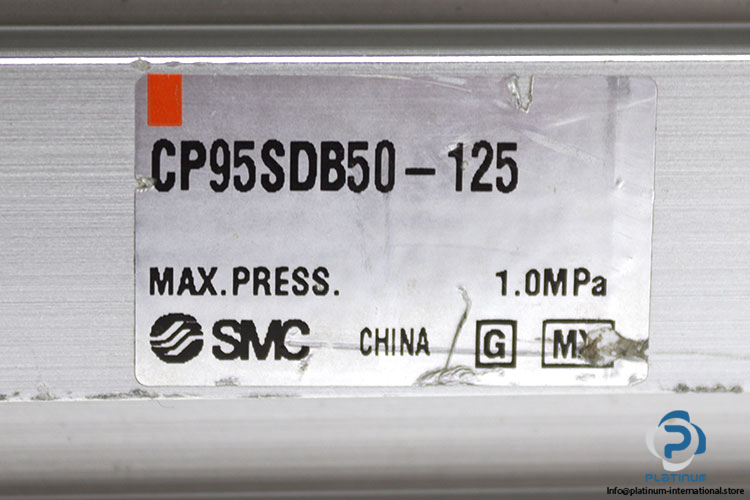 CP95SDB50-125
MAX.PRESS. 1.0MPa
SMC CHINA G
PLATINUM
Info@platinum-international.store